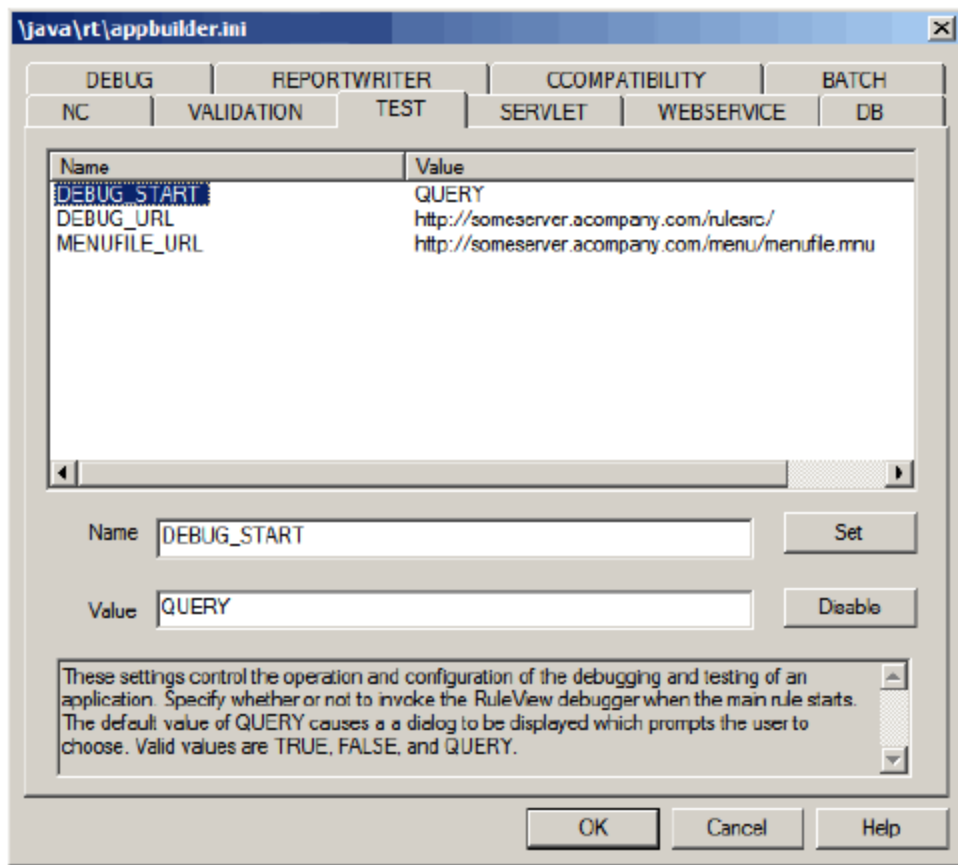 \java\rt\appbuilder.ini
DEBUG REPORTWRITER CCOMPATIBILITY BATCH
NC VALIDATION TEST SERVLET WEBSERVICE DB
Name Value
DEBUG_START QUERY
DEBUG_URL http://someserver.acompany.com/rulesrc/
MENUFILE_URL http://someserver.acompany.com/menu/menufile.mnu
Name DEBUG_START Set
Value QUERY Disable
These settings control the operation and configuration of the debugging and testing of an
application. Specify whether or not to invoke the RuleView debugger when the main rule starts.
The default value of QUERY causes a a dialog to be displayed which prompts the user to
choose. Valid values are TRUE, FALSE, and QUERY.
OK Cancel Help